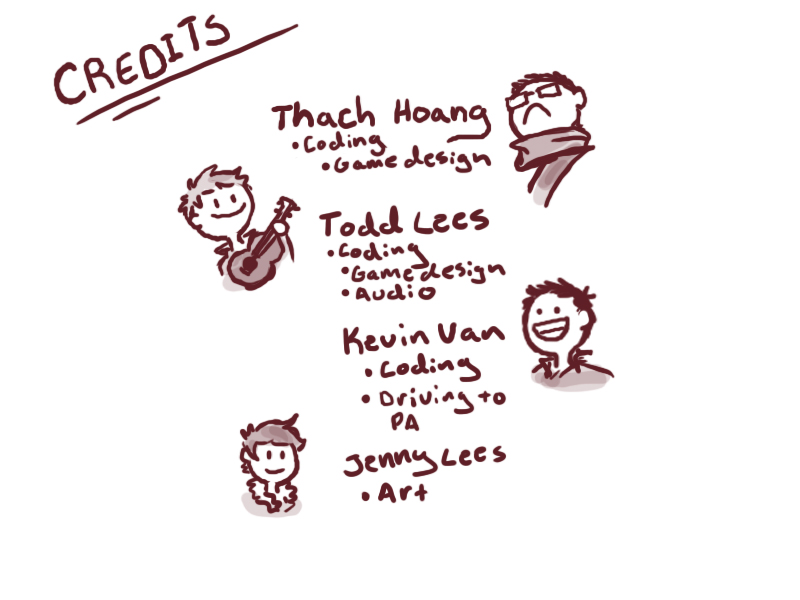 CREDITS
Thach Hoang
• Coding
• Game design
Todd Lees
• Coding
• Game design
• Audio
Kevin Van
• Coding
• Driving to
PA
Jenny Lees
• Art